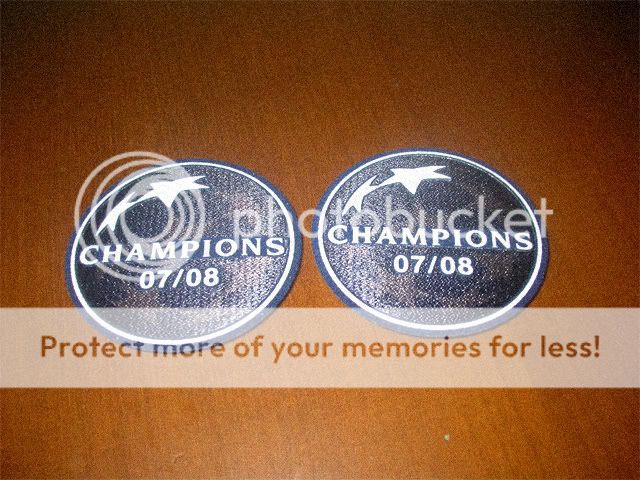 CHAMPIONS
07/08
CHAMPIONS
07/08
photobucket
Protect more of your memories for less!